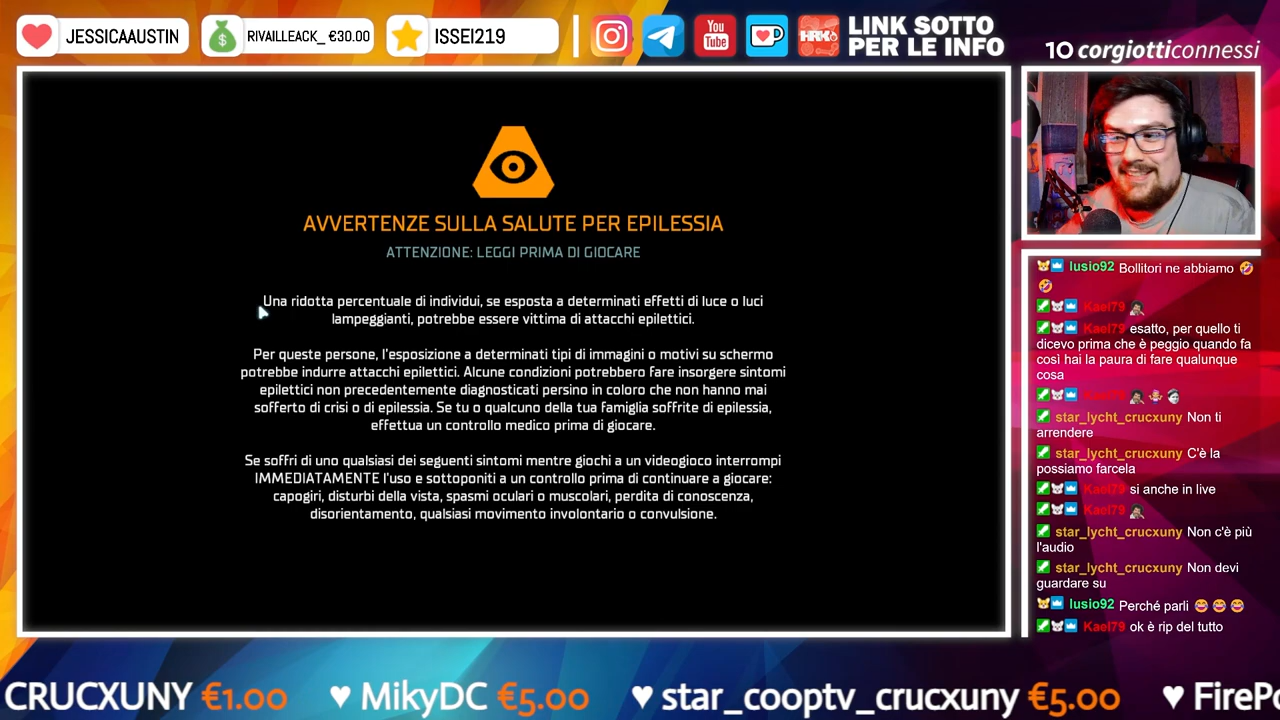 JESSICAAUSTIN
RIVAILLEACK_ €30.00
ISSEI219
You
Tube
HRK
LINK SOTTO
PER LE INFO
10 corgiotticonnessi
AVVERTENZE SULLA SALUTE PER EPILESSIA
ATTENZIONE: LEGGI PRIMA DI GIOCARE
Una ridotta percentuale di individui, se esposta a determinati effetti di luce o luci
lampeggianti, potrebbe essere vittima di attacchi epilettici.
Per queste persone, l'esposizione a determinati tipi di immagini o motivi su schermo
potrebbe indurre attacchi epilettici. Alcune condizioni potrebbero fare insorgere sintomi
epilettici non precedentemente diagnosticati persino in coloro che non hanno mai
sofferto di crisi o di epilessia. Se tu o qualcuno della tua famiglia soffrite di epilessia,
effettua un controllo medico prima di giocare.
Se soffri di uno qualsiasi dei seguenti sintomi mentre giochi a un videogioco interrompi
IMMEDIATAMENTE l'uso e sottoponiti a un controllo prima di continuare a giocare:
capogiri, disturbi della vista, spasmi oculari o muscolari, perdita di conoscenza,
disorientamento, qualsiasi movimento involontario o convulsione.
lusio92 Bollitori ne abbiamo 🤣
🤣
Kael79
Kael79 esatto, per quello ti
dicevo prima che è peggio quando fa
così hai la paura di fare qualunque
cosa
Kael79
star_lycht_crucxuny Non ti
arrendere
star_lycht_crucxuny C'è la
possiamo farcela
Kael79 si anche in live
Kael79
star_lycht_crucxuny Non c'è più
l'audio
star_lycht_crucxuny Non devi
guardare su
lusio92 Perché parli 😂 😂 😂
Kael79 ok è rip del tutto
CRUCXUNY €1.00 ♥ MikyDC €5.00 ♥ star_cooptv_crucxuny €5.00 ♥ FirePo